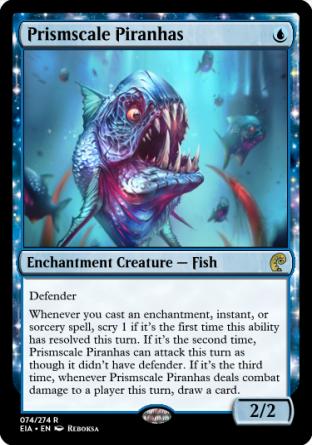 Prismscale Piranhas
Enchantment Creature — Fish
Defender
Whenever you cast an enchantment, instant, or
sorcery spell, scry 1 if it's the first time this ability
has resolved this turn. If it's the second time,
Prismscale Piranhas can attack this turn as
though it didn't have defender. If it's the third
time, whenever Prismscale Piranhas deals combat
damage to a player this turn, draw a card.
2/2
074/274 R
EIA • EN Reboksa